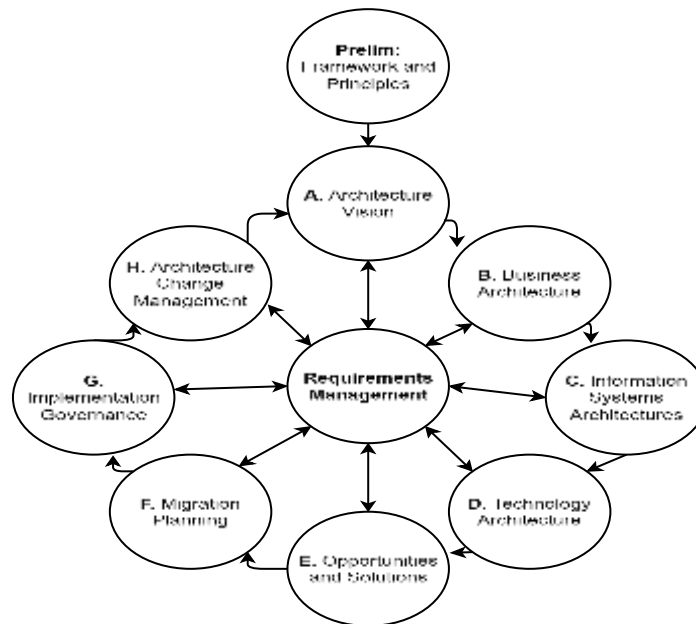 Prelim:
Framework and
Principles
A. Architecture
Vision
H. Architecture
Change
Management
B. Business
Architecture
G.
Implementation
Governance
Requirements
Management
C. Information
Systems
Architectures
F. Migration
Planning
D. Technology
Architecture
E. Opportunities
and Solutions